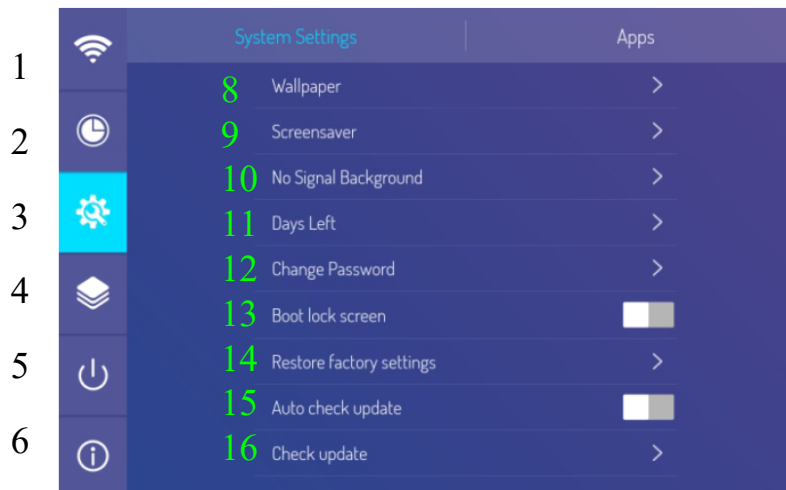 System Settings Apps
1
8 Wallpaper
2
9 Screensaver
10 No Signal Background
3
11 Days Left
12 Change Password
4
13 Boot lock screen
14 Restore factory settings
5
15 Auto check update
6
16 Check update